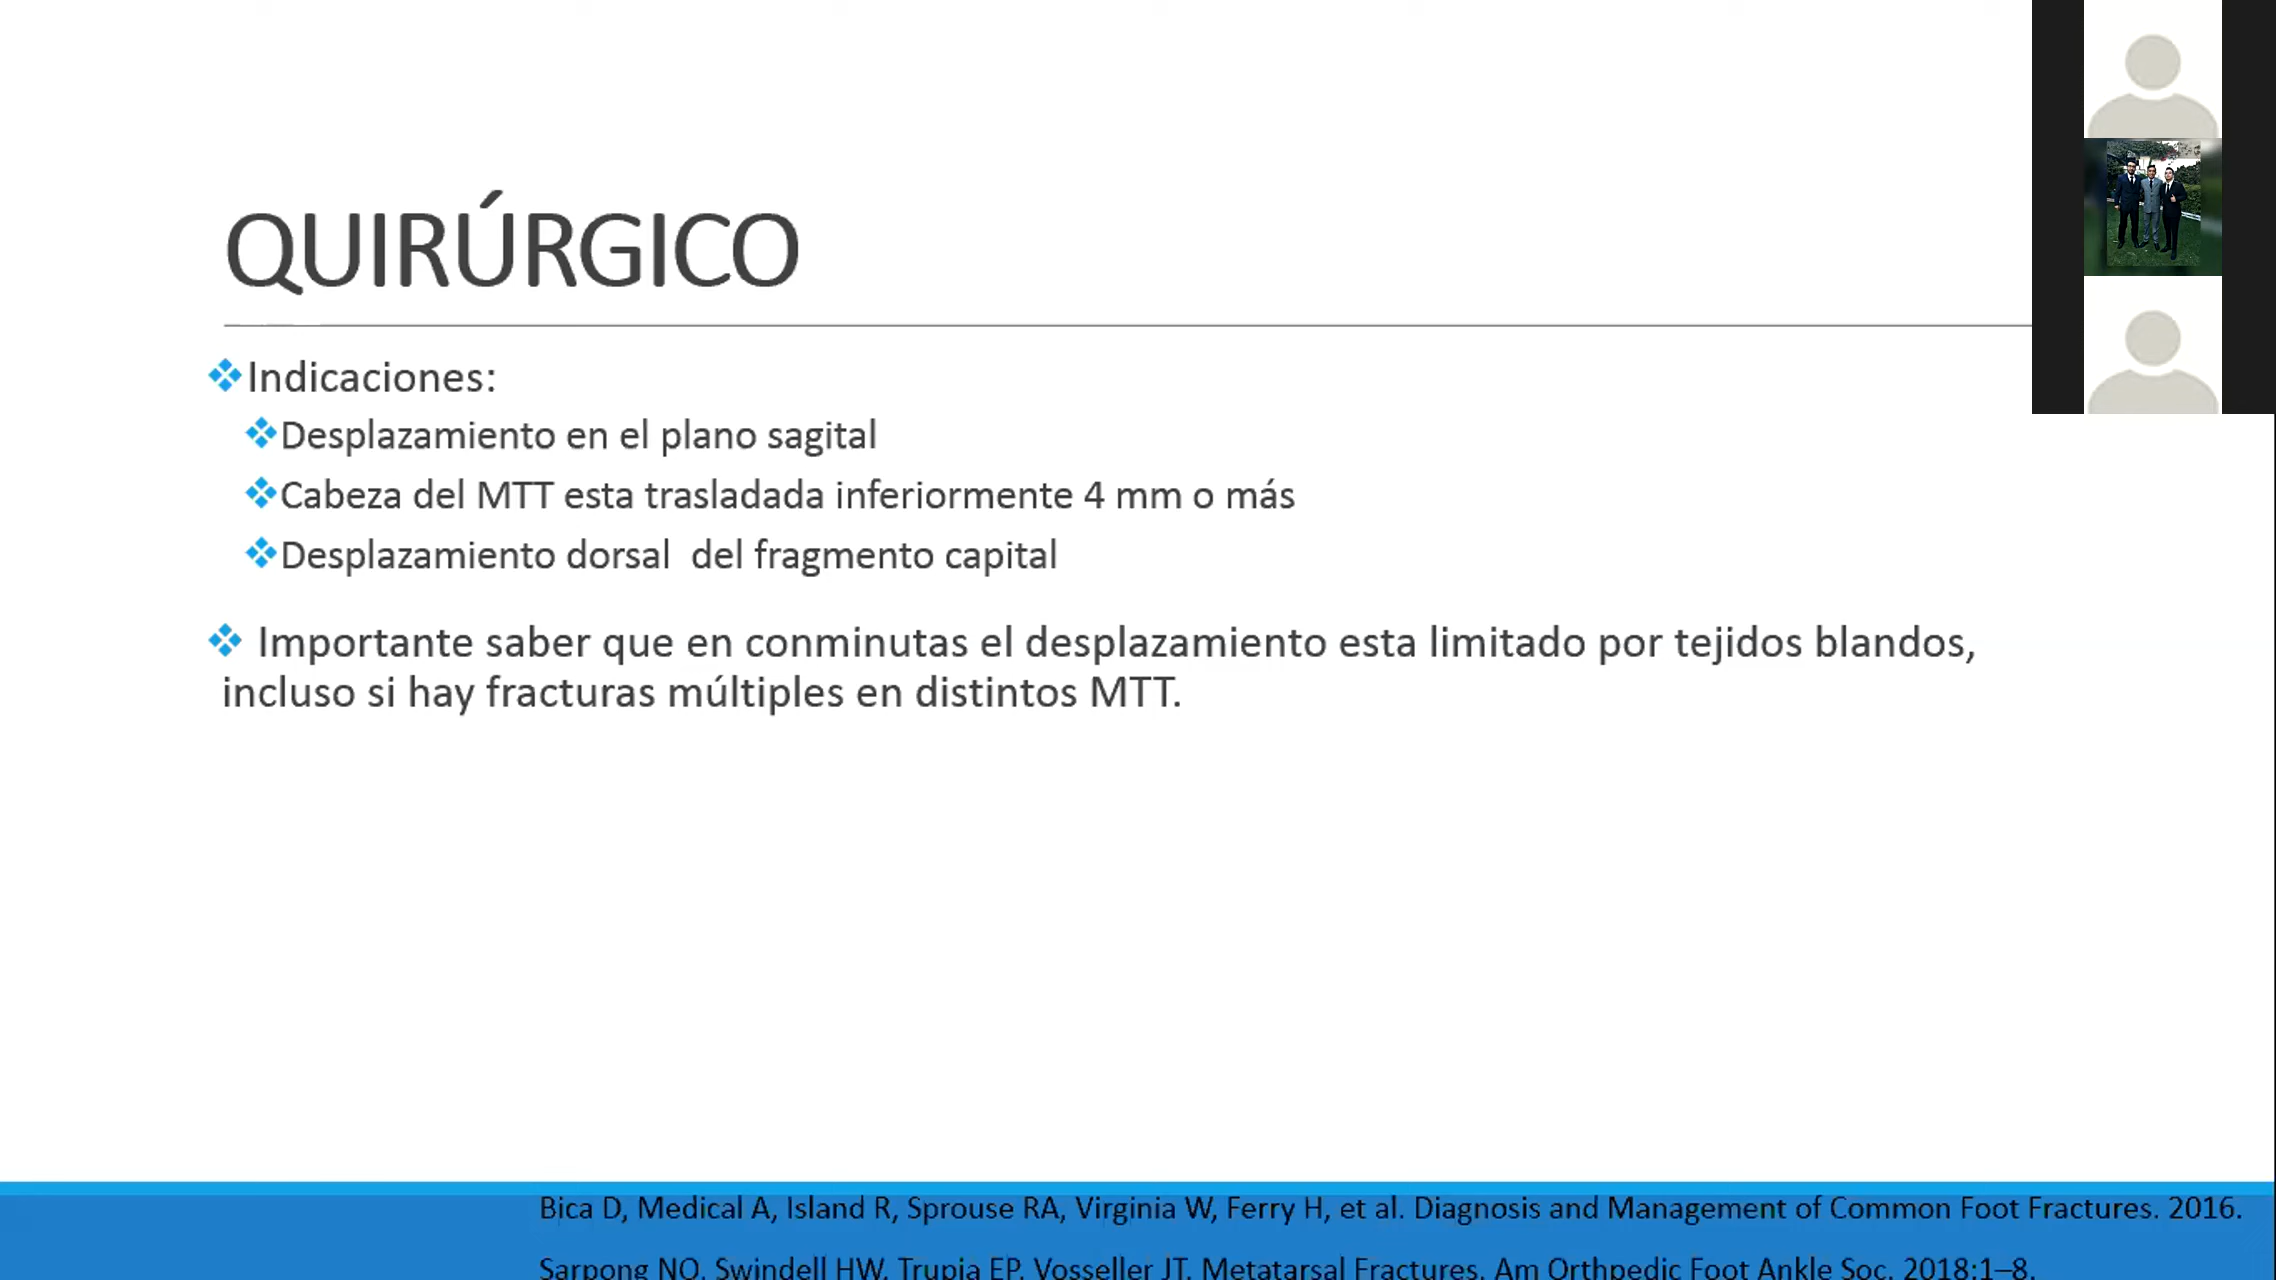 QUIRÚRGICO
Indicaciones:
Desplazamiento en el plano sagital
Cabeza del MTT esta trasladada inferiormente 4 mm o más
Desplazamiento dorsal  del fragmento capital
Importante saber que en conminutas el desplazamiento esta limitado por tejidos blandos,
incluso si hay fracturas múltiples en distintos MTT.
Bica D, Medical A, Island R, Sprouse RA, Virginia W, Ferry H, et al. Diagnosis and Management of Common Foot Fractures. 2016.
Sarpong NO, Swindell HW, Trupia EP, Vosseller JT. Metatarsal Fractures. Am Orthpedic Foot Ankle Soc. 2018;1–8.